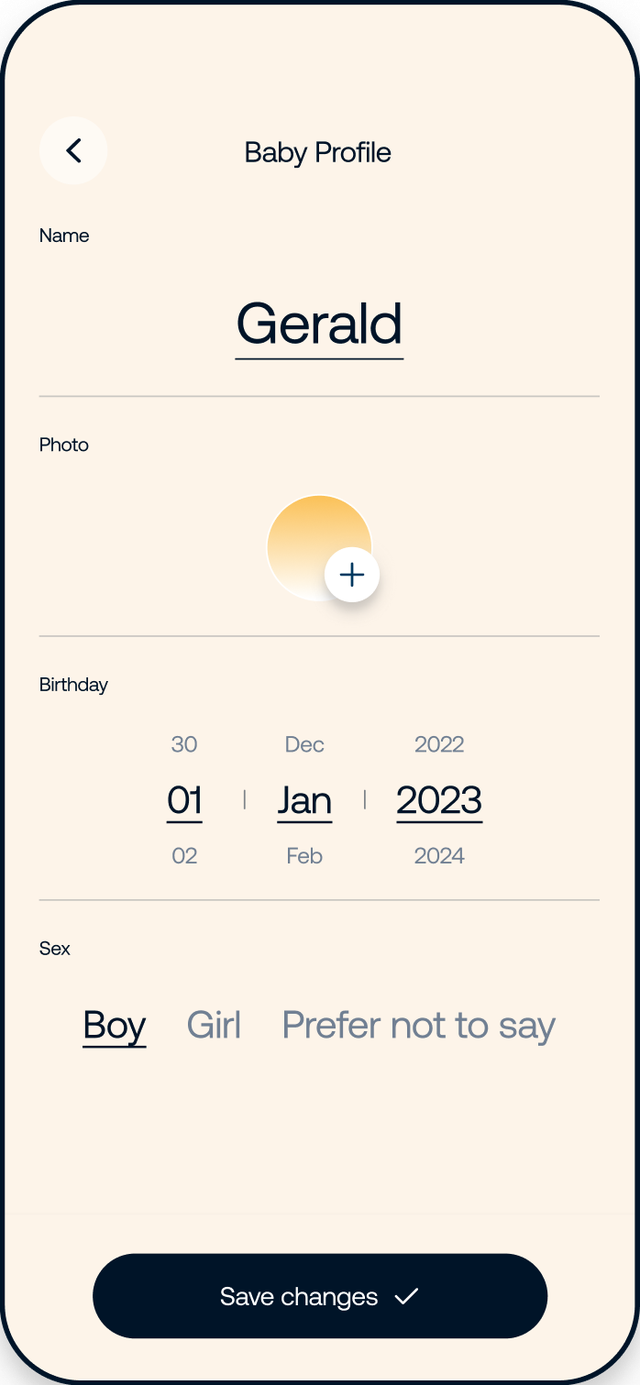 Baby Profile
Name
Gerald
Photo
Birthday
30 Dec 2022
01 Jan 2023
02 Feb 2024
Sex
Boy Girl Prefer not to say
Save changes